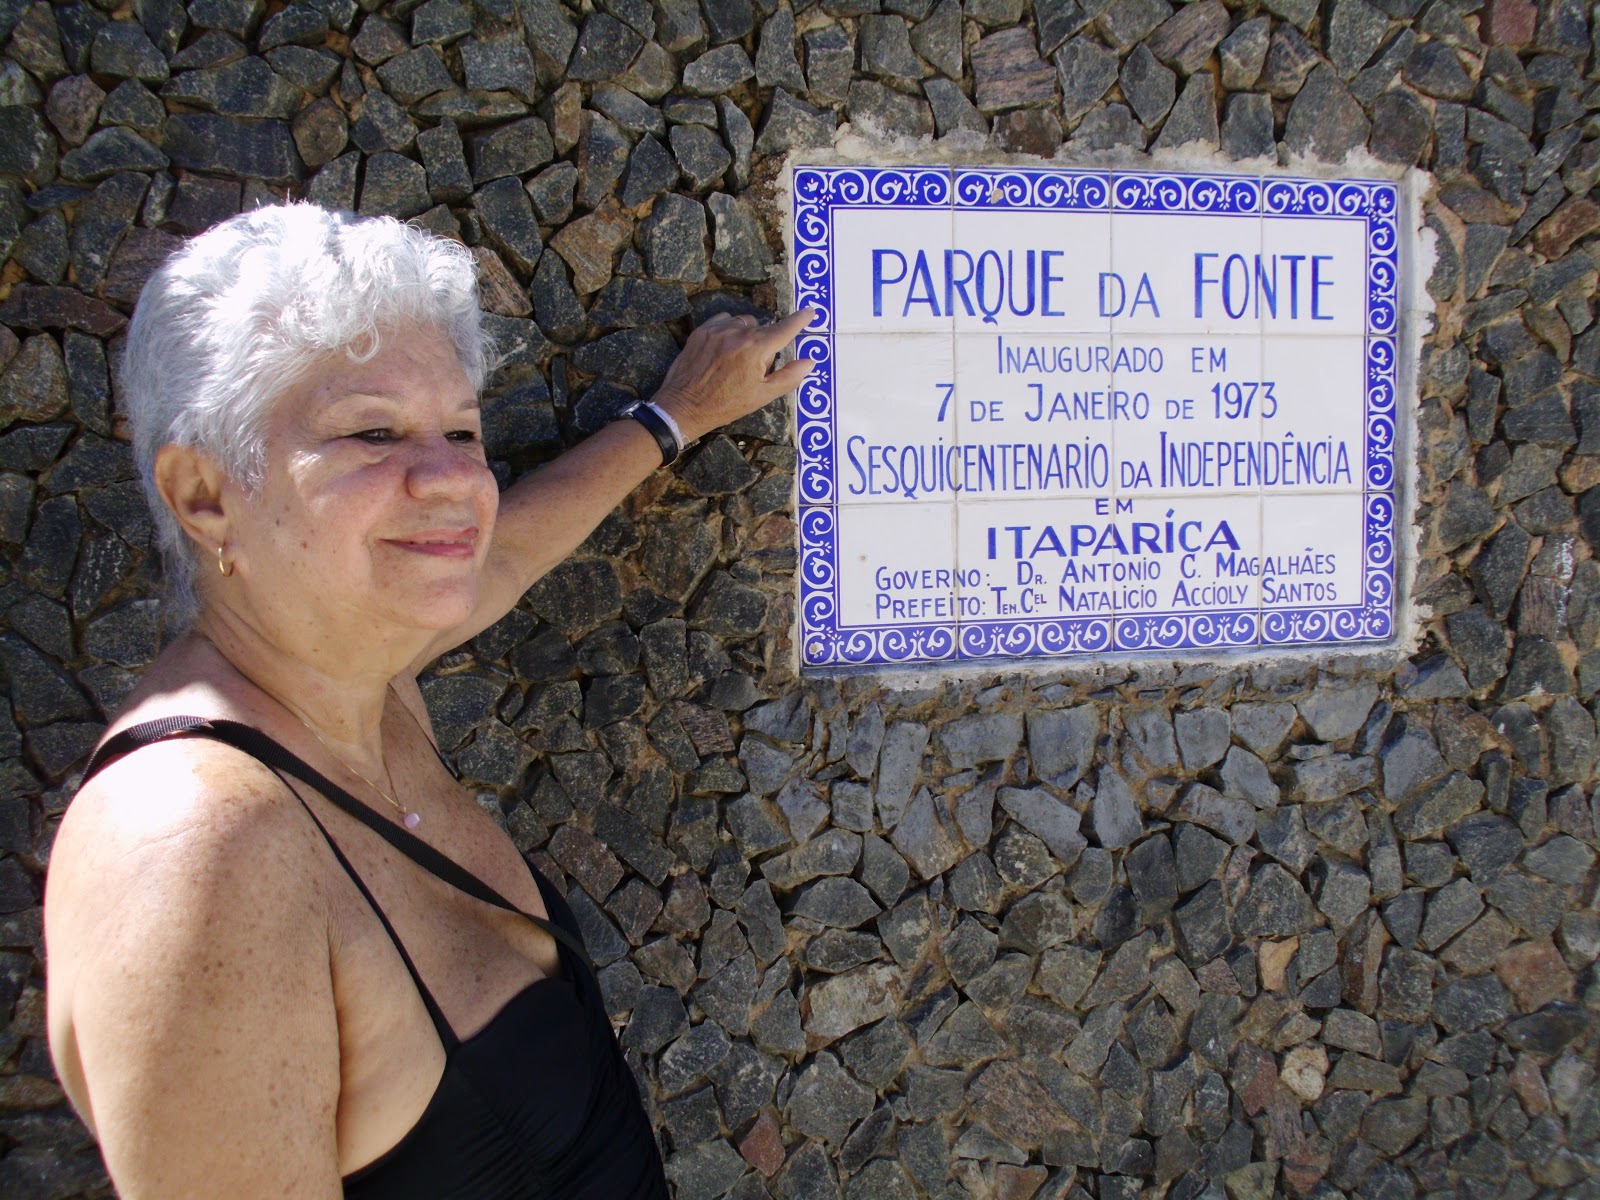 PARQUE DA FONTE
INAUGURADO EM
7 DE JANEIRO DE 1973
SESQUICENTENARIO DA INDEPENDÊNCIA
EM
ITAPARÍCA
GOVERNO: DR. ANTONIO C. MAGALHÃES
PREFEITO: TEN. C.EL NATALICIO ACCIOLY SANTOS